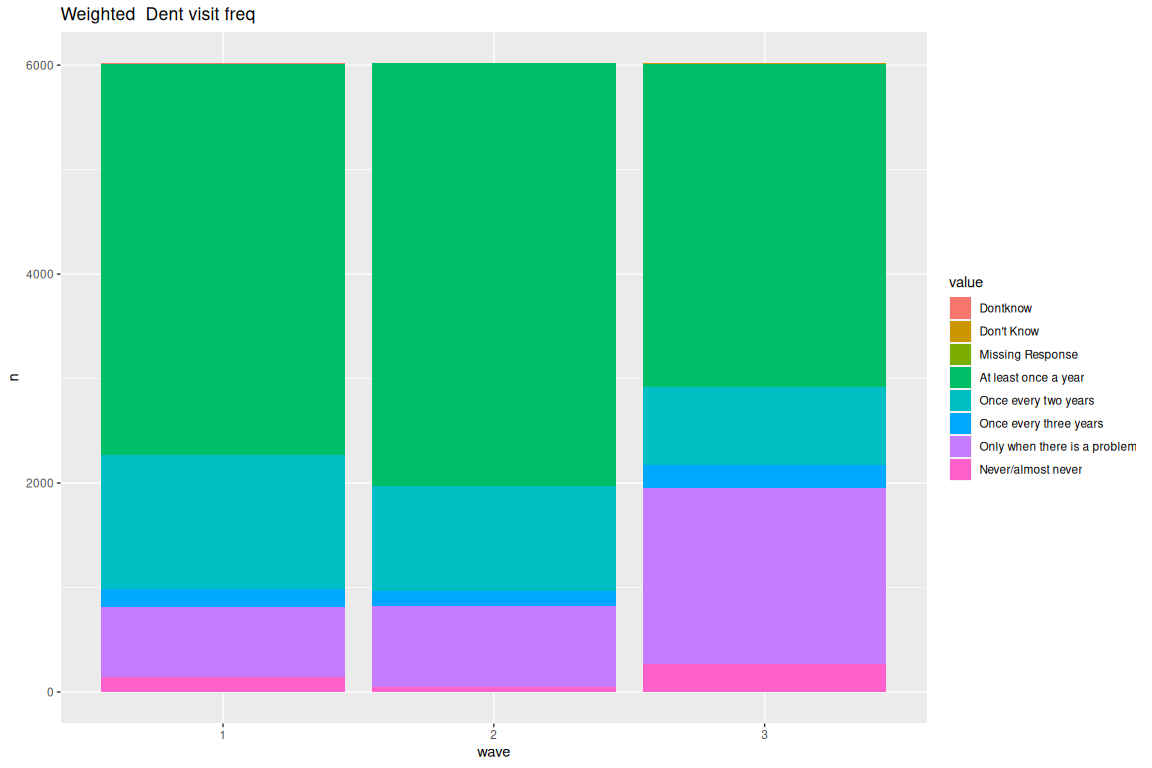 Weighted  Dent visit freq
6000
4000
2000
0
n
1
2
3
wave
value
Dontknow
Don't Know
Missing Response
At least once a year
Once every two years
Once every three years
Only when there is a problem
Never/almost never